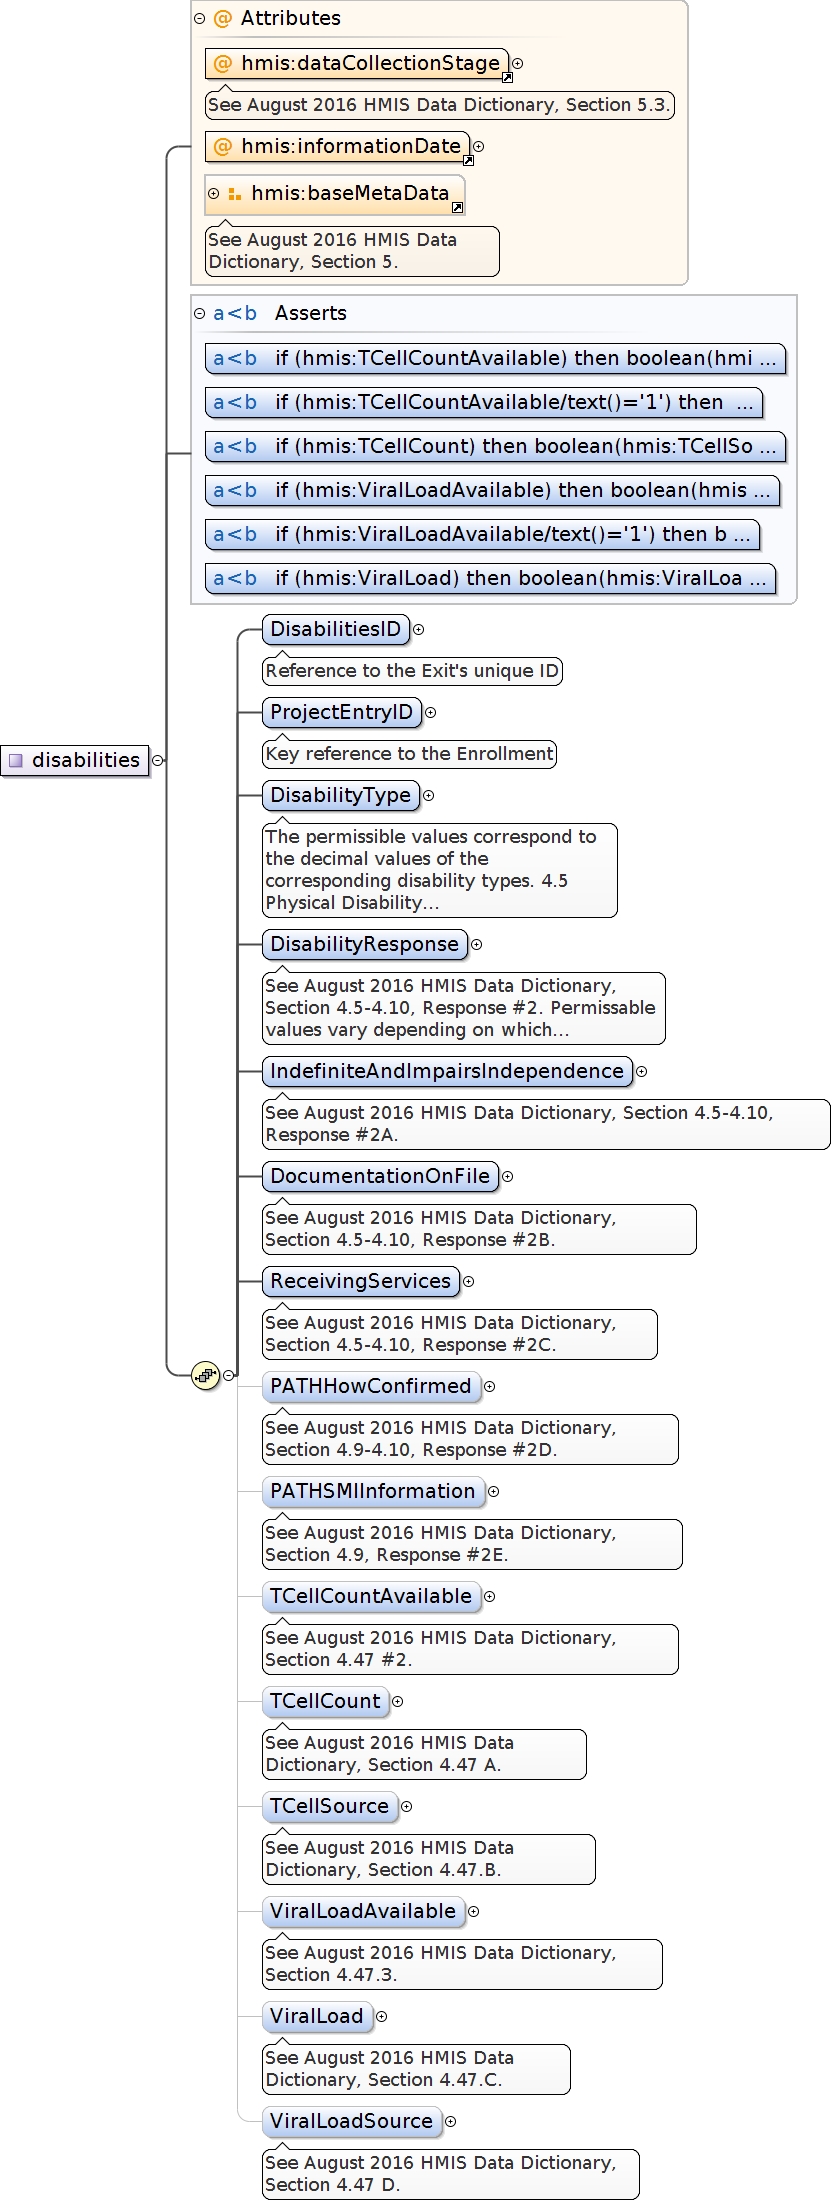 Attributes
@ hmis:dataCollectionStage
See August 2016 HMIS Data Dictionary, Section 5.3.
@ hmis:informationDate
hmis:baseMetaData
See August 2016 HMIS Data
Dictionary, Section 5.
a<b Asserts
a<b if (hmis:TCellCountAvailable) then boolean(hmi ...
a<b if (hmis:TCellCountAvailable/text()='1') then ...
a<b if (hmis:TCellCount) then boolean(hmis:TCellSo ...
a<b if (hmis:ViralLoadAvailable) then boolean(hmis ...
a<b if (hmis:ViralLoadAvailable/text()='1') then b ...
a<b if (hmis:ViralLoad) then boolean(hmis:ViralLoa ...
disabilities
DisabilitiesID
Reference to the Exit's unique ID
ProjectEntryID
Key reference to the Enrollment
DisabilityType
The permissible values correspond to
the decimal values of the
corresponding disability types. 4.5
Physical Disability...
DisabilityResponse
See August 2016 HMIS Data Dictionary,
Section 4.5-4.10, Response #2. Permissable
values vary depending on which...
IndefiniteAndImpairsIndependence
See August 2016 HMIS Data Dictionary, Section 4.5-4.10,
Response #2A.
DocumentationOnFile
See August 2016 HMIS Data Dictionary,
Section 4.5-4.10, Response #2B.
ReceivingServices
See August 2016 HMIS Data Dictionary,
Section 4.5-4.10, Response #2C.
PATHHowConfirmed
See August 2016 HMIS Data Dictionary,
Section 4.9-4.10, Response #2D.
PATHSMIInformation
See August 2016 HMIS Data Dictionary,
Section 4.9, Response #2E.
TCellCountAvailable
See August 2016 HMIS Data Dictionary,
Section 4.47 #2.
TCellCount
See August 2016 HMIS Data
Dictionary, Section 4.47 A.
TCellSource
See August 2016 HMIS Data
Dictionary, Section 4.47.B.
ViralLoadAvailable
See August 2016 HMIS Data Dictionary,
Section 4.47.3.
ViralLoad
See August 2016 HMIS Data
Dictionary, Section 4.47.C.
ViralLoadSource
See August 2016 HMIS Data Dictionary,
Section 4.47 D.